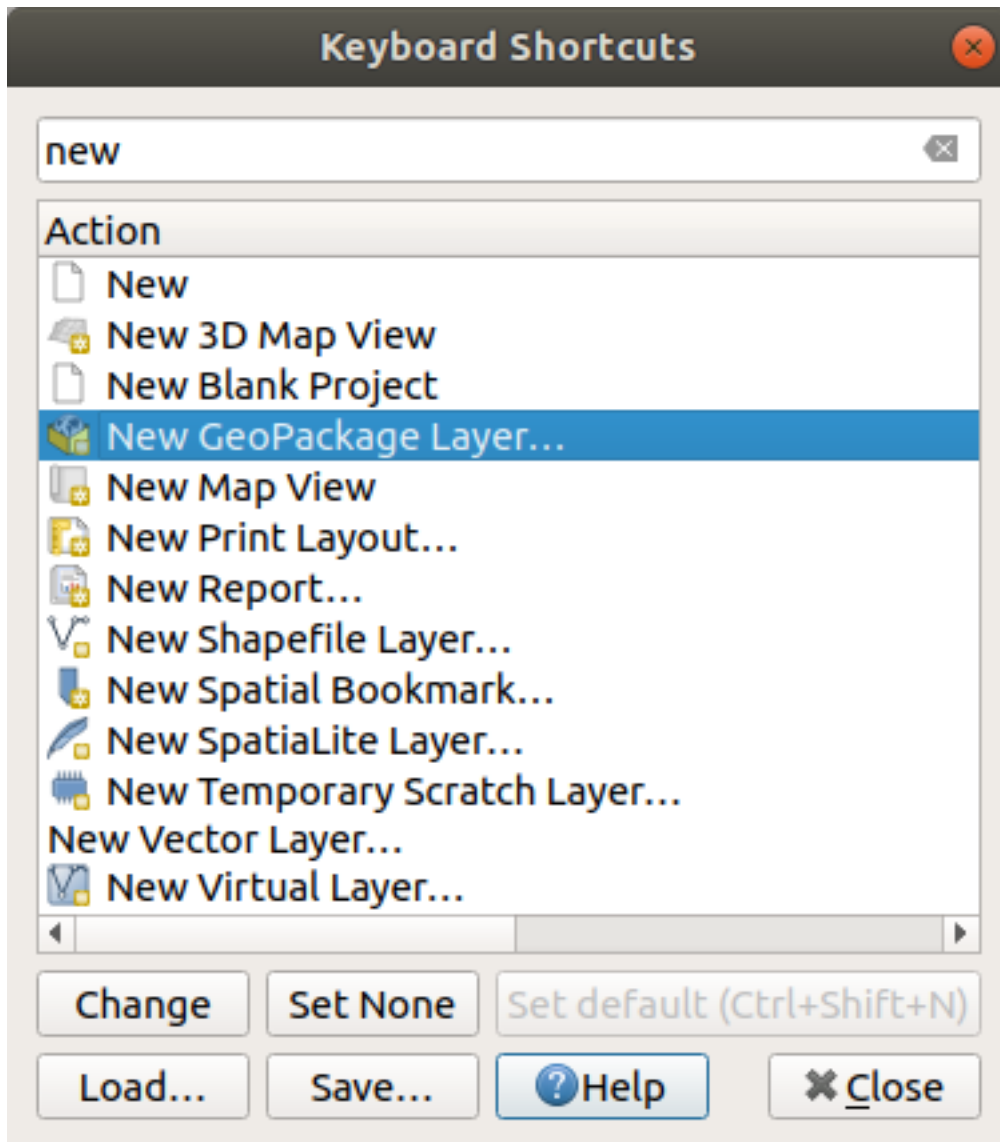 Keyboard Shortcuts
new
Action
New
New 3D Map View
New Blank Project
New GeoPackage Layer…
New Map View
New Print Layout…
New Report…
New Shapefile Layer…
New Spatial Bookmark…
New SpatiaLite Layer…
New Temporary Scratch Layer…
New Vector Layer…
New Virtual Layer…
Change Set None Set default (Ctrl+Shift+N)
Load… Save… Help Close